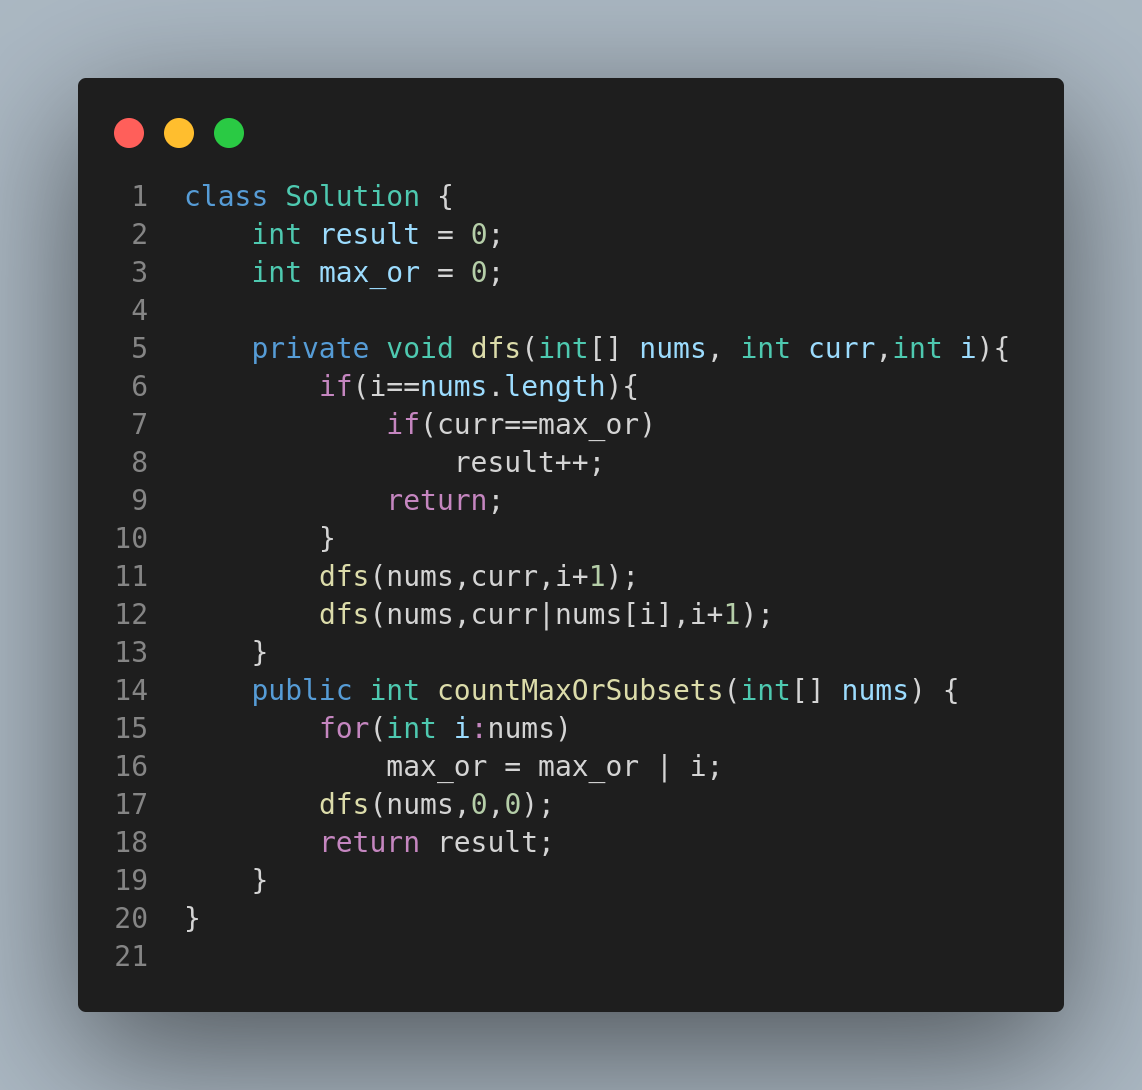 1 class Solution {
2     int result = 0;
3     int max_or = 0;
4
5     private void dfs(int[] nums, int curr,int i){
6         if(i==nums.length){
7             if(curr==max_or)
8                 result++;
9             return;
10         }
11         dfs(nums,curr,i+1);
12         dfs(nums,curr|nums[i],i+1);
13     }
14     public int countMaxOrSubsets(int[] nums) {
15         for(int i:nums)
16             max_or = max_or | i;
17         dfs(nums,0,0);
18         return result;
19     }
20 }
21